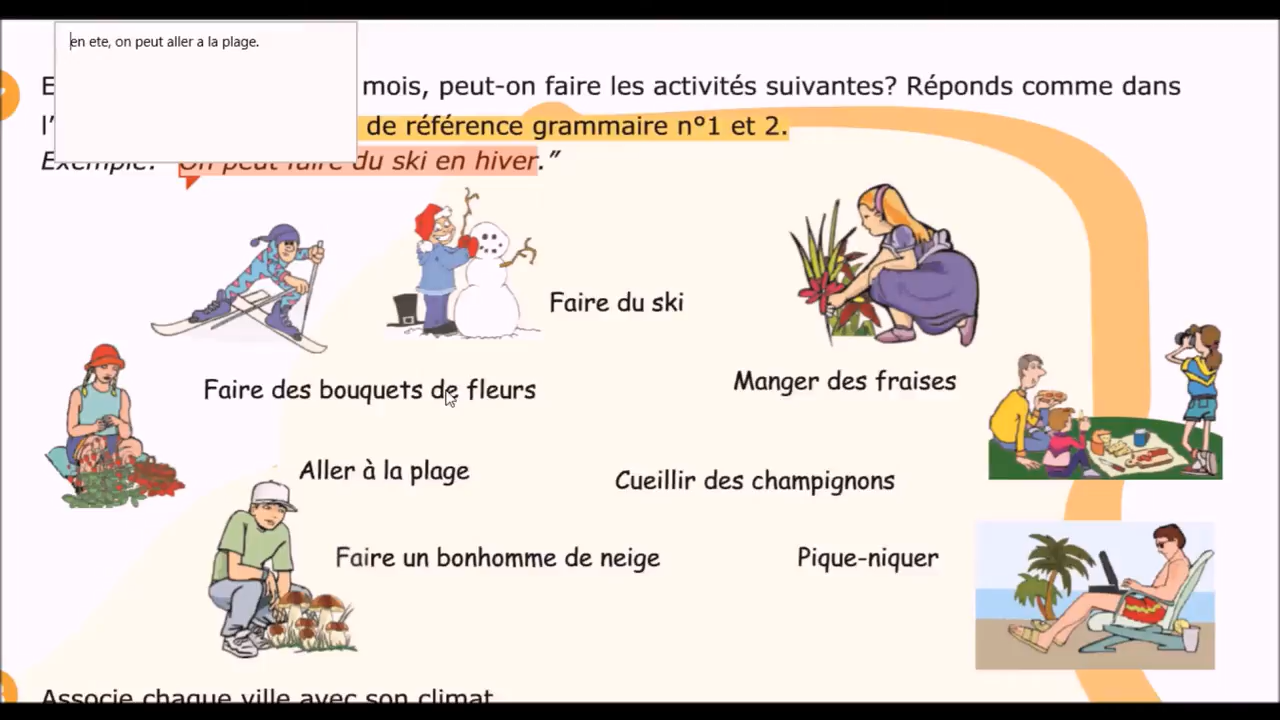 en ete, on peut aller a la plage.
E mois, peut-on faire les activités suivantes? Réponds comme dans
l’ de référence grammaire n°1 et 2.
Exemple: “On peut faire du ski en hiver.”
Faire du ski
Manger des fraises
Faire des bouquets de fleurs
Aller à la plage
Cueillir des champignons
Faire un bonhomme de neige
Pique-niquer
Associe chaque ville avec son climat